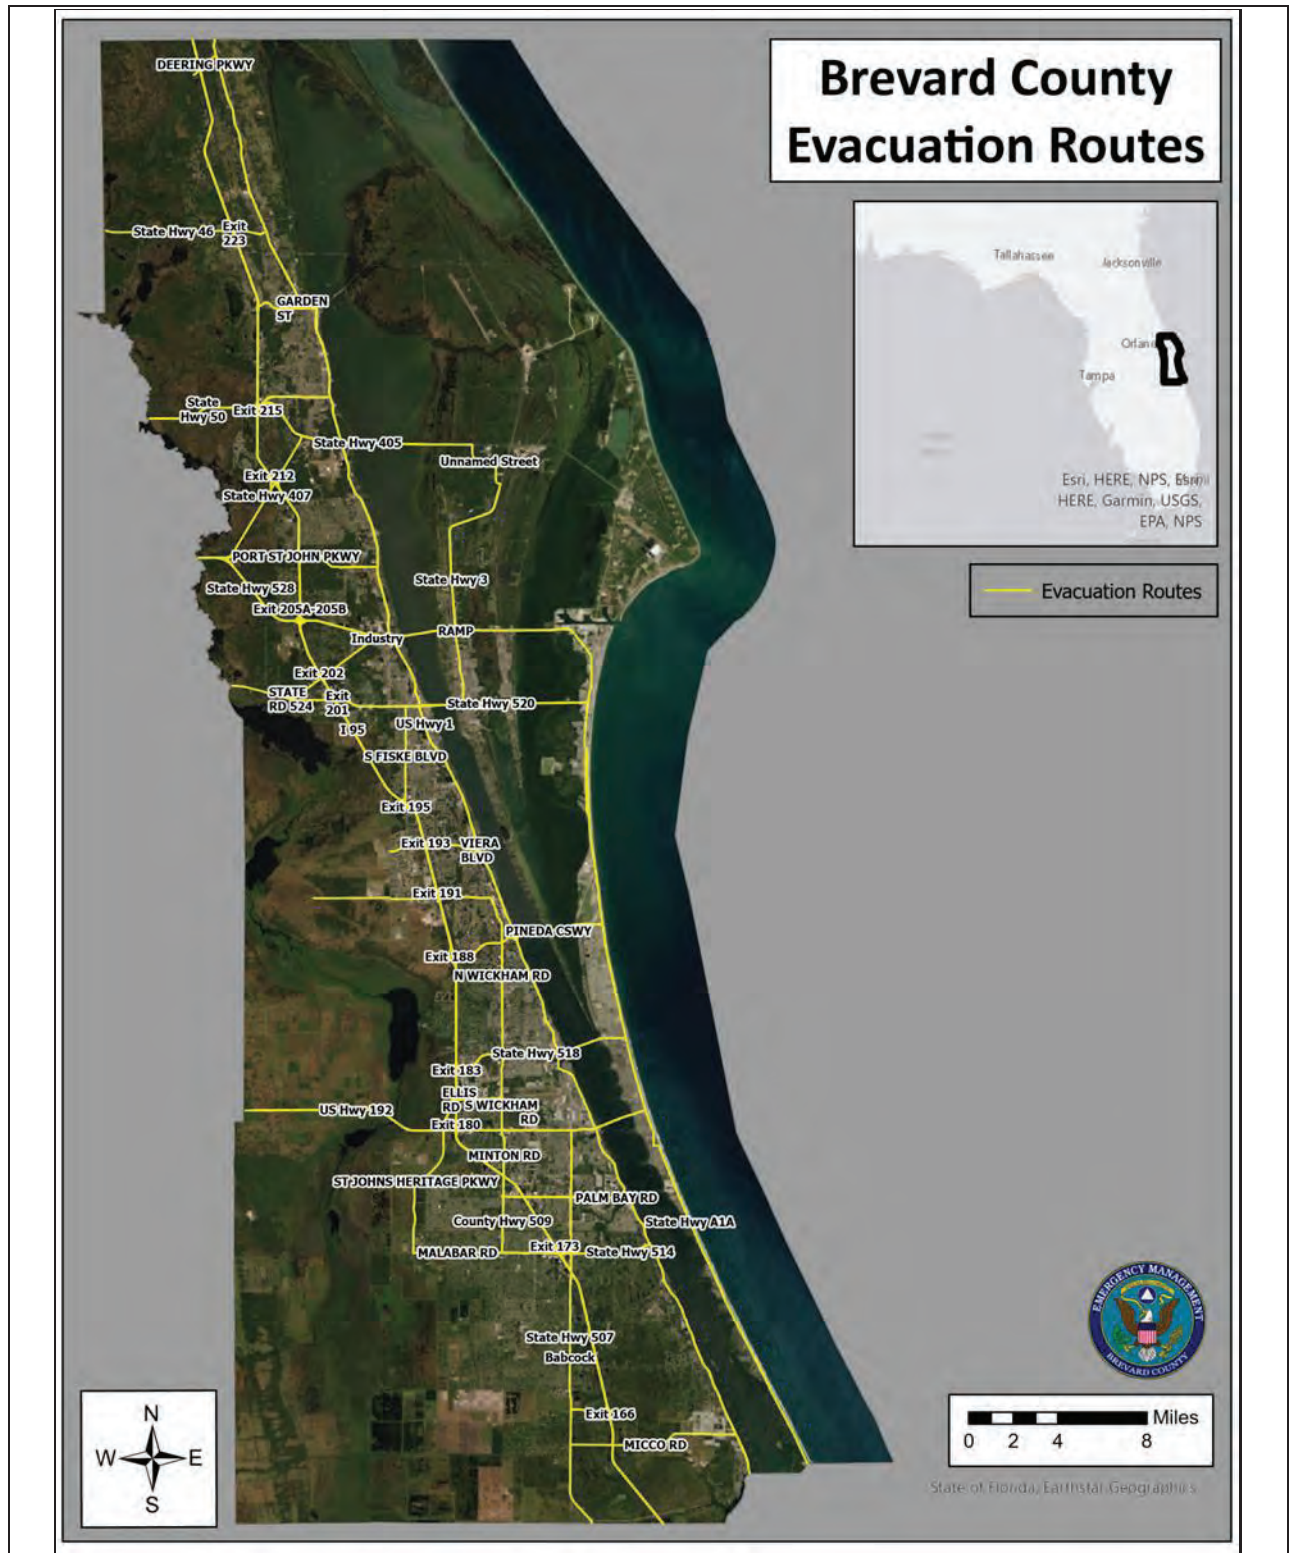 Brevard County
Evacuation Routes
Tallahassee
Jacksonville
Tampa
Esri, HERE, NPS,
HERE, Garmin, USGS,
EPA, NPS
Evacuation Routes
DEERING PKWY
State Hwy 46
Exit
223
GARDEN
ST
State
Hwy 50
Exit 215
State Hwy 405
Unnamed Street
Exit 212
State Hwy 407
PORT ST JOHN PKWY
State Hwy 3
State Hwy 528
Exit 205A-205B
Industry
RAMP
Exit 202
STATE
RD 524
Exit
201
State Hwy 520
I 95
US Hwy 1
S FISKE BLVD
Exit 195
Exit 193
VIERA
BLVD
Exit 191
PINEDA CSWY
Exit 188
N WICKHAM RD
State Hwy 518
Exit 183
ELLIS
RD
S WICKHAM
RD
US Hwy 192
Exit 180
MINTON RD
ST JOHNS HERITAGE PKWY
PALM BAY RD
County Hwy 509
State Hwy A1A
MALABAR RD
Exit 173
State Hwy 514
State Hwy 507
Babcock
Exit 166
MICCO RD
EMERGENCY MANAGEMENT
BREVARD COUNTY
N
W
E
S
Miles
0 2 4 8
State of Florida, Earthstar Geographics